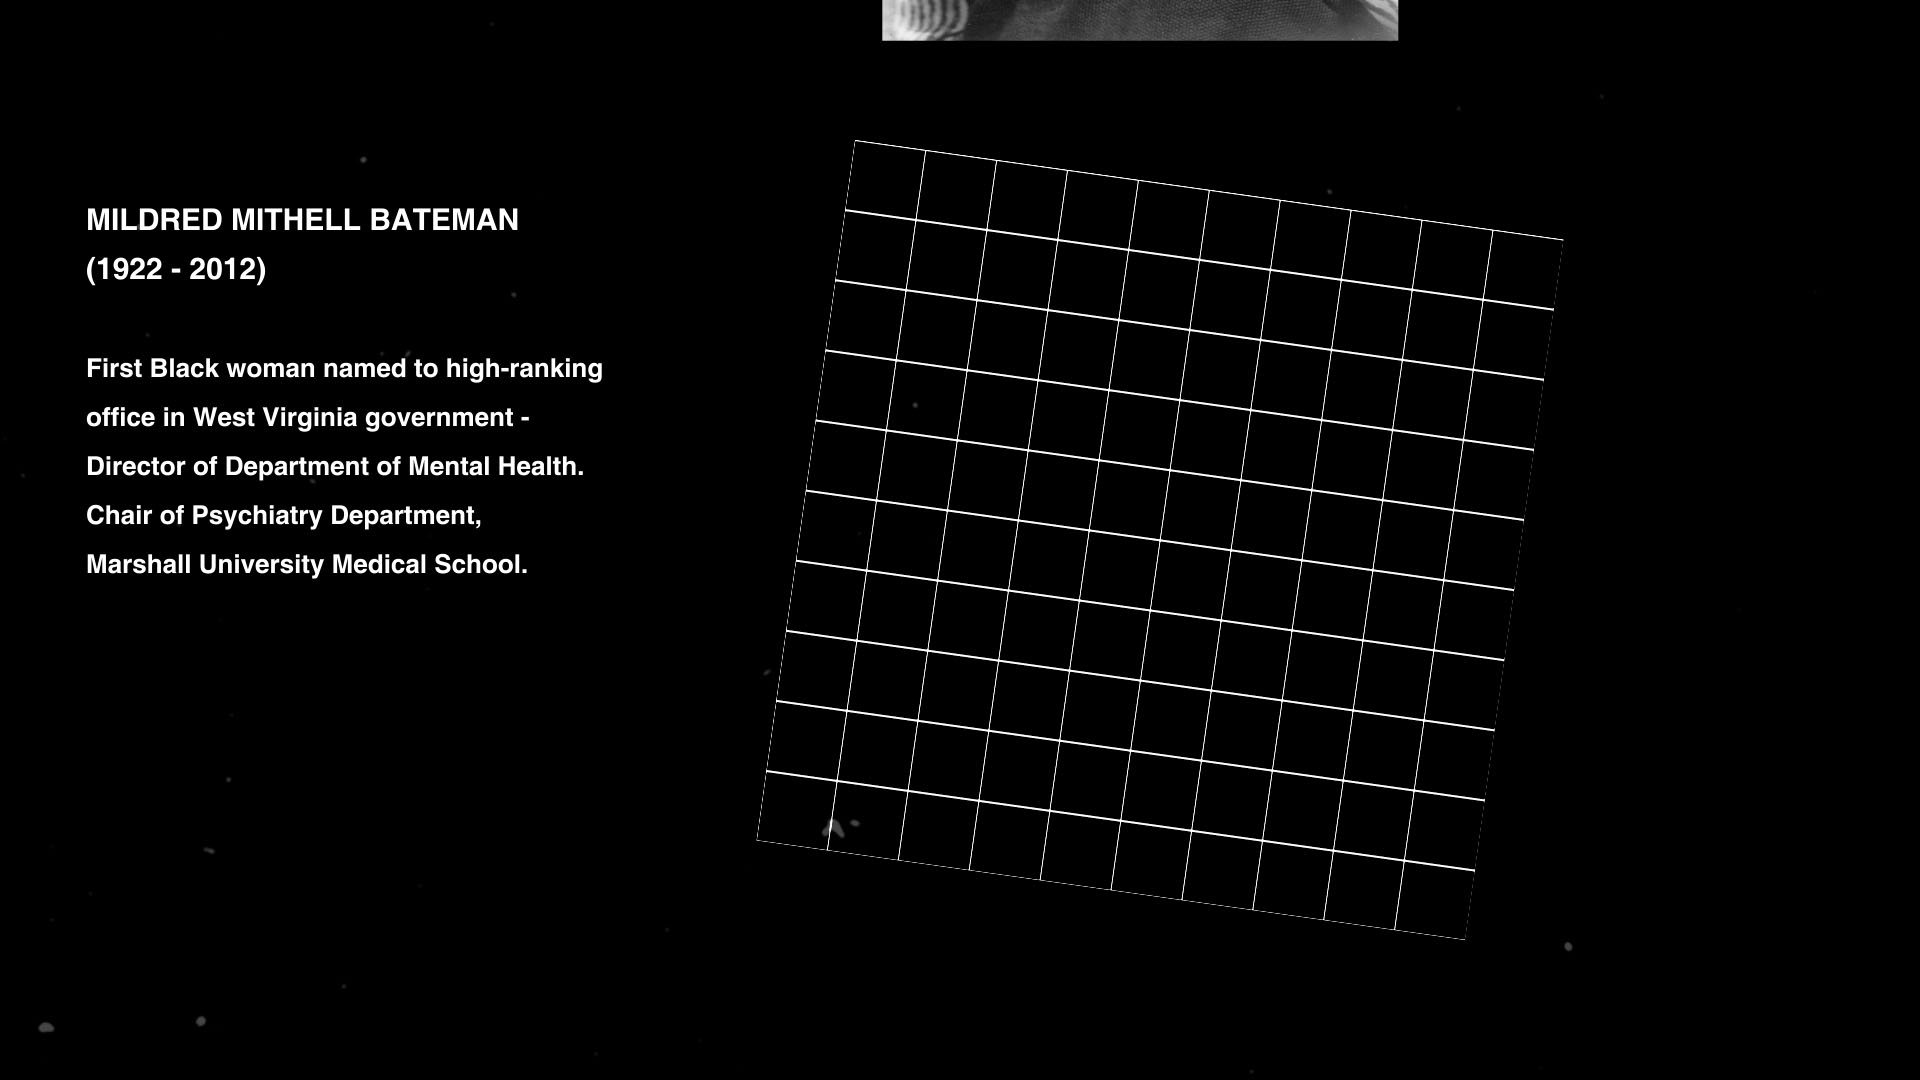 MILDRED MITHELL BATEMAN
(1922 - 2012)
First Black woman named to high-ranking
office in West Virginia government -
Director of Department of Mental Health.
Chair of Psychiatry Department,
Marshall University Medical School.